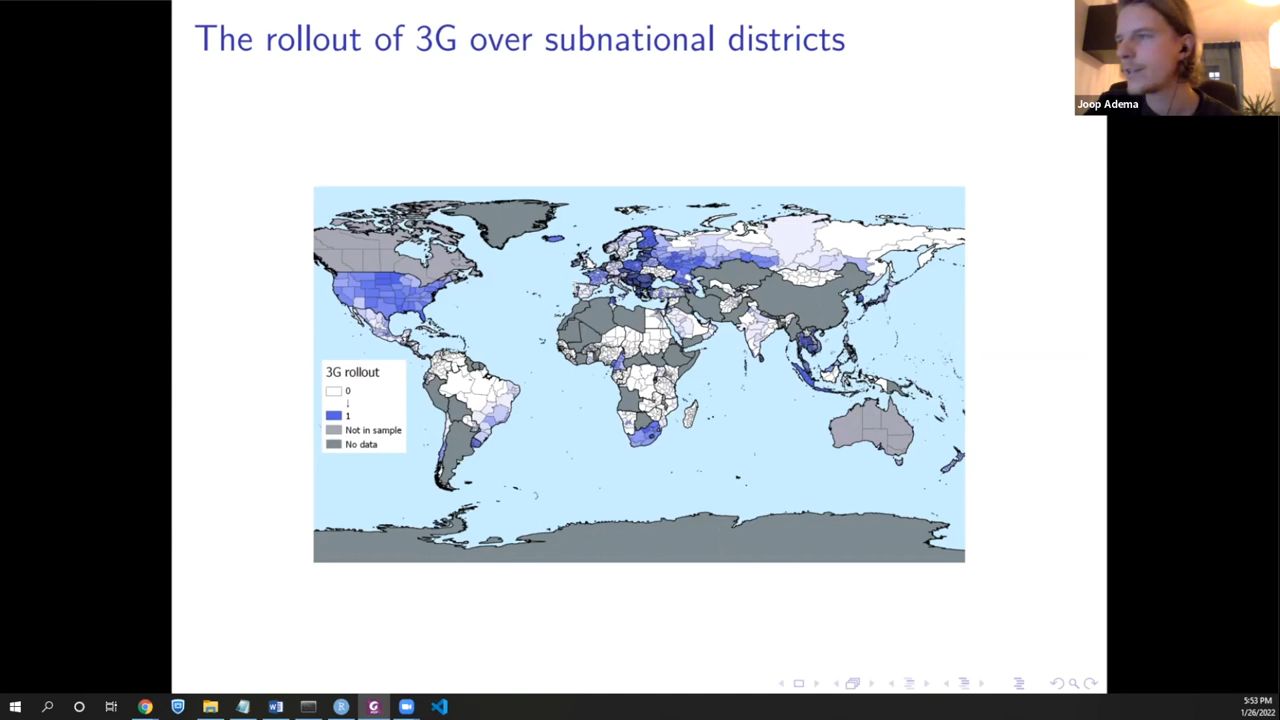 The rollout of 3G over subnational districts
Joop Adema
3G rollout
0
↓
1
Not in sample
No data
5:53 PM
1/26/2022